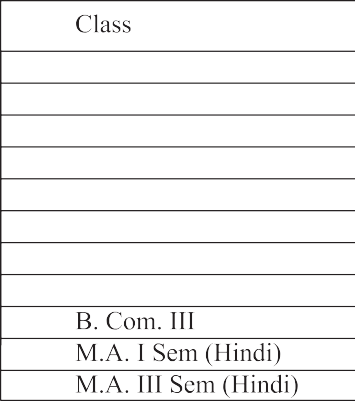 Class
B. Com. III
M.A. I Sem (Hindi)
M.A. III Sem (Hindi)